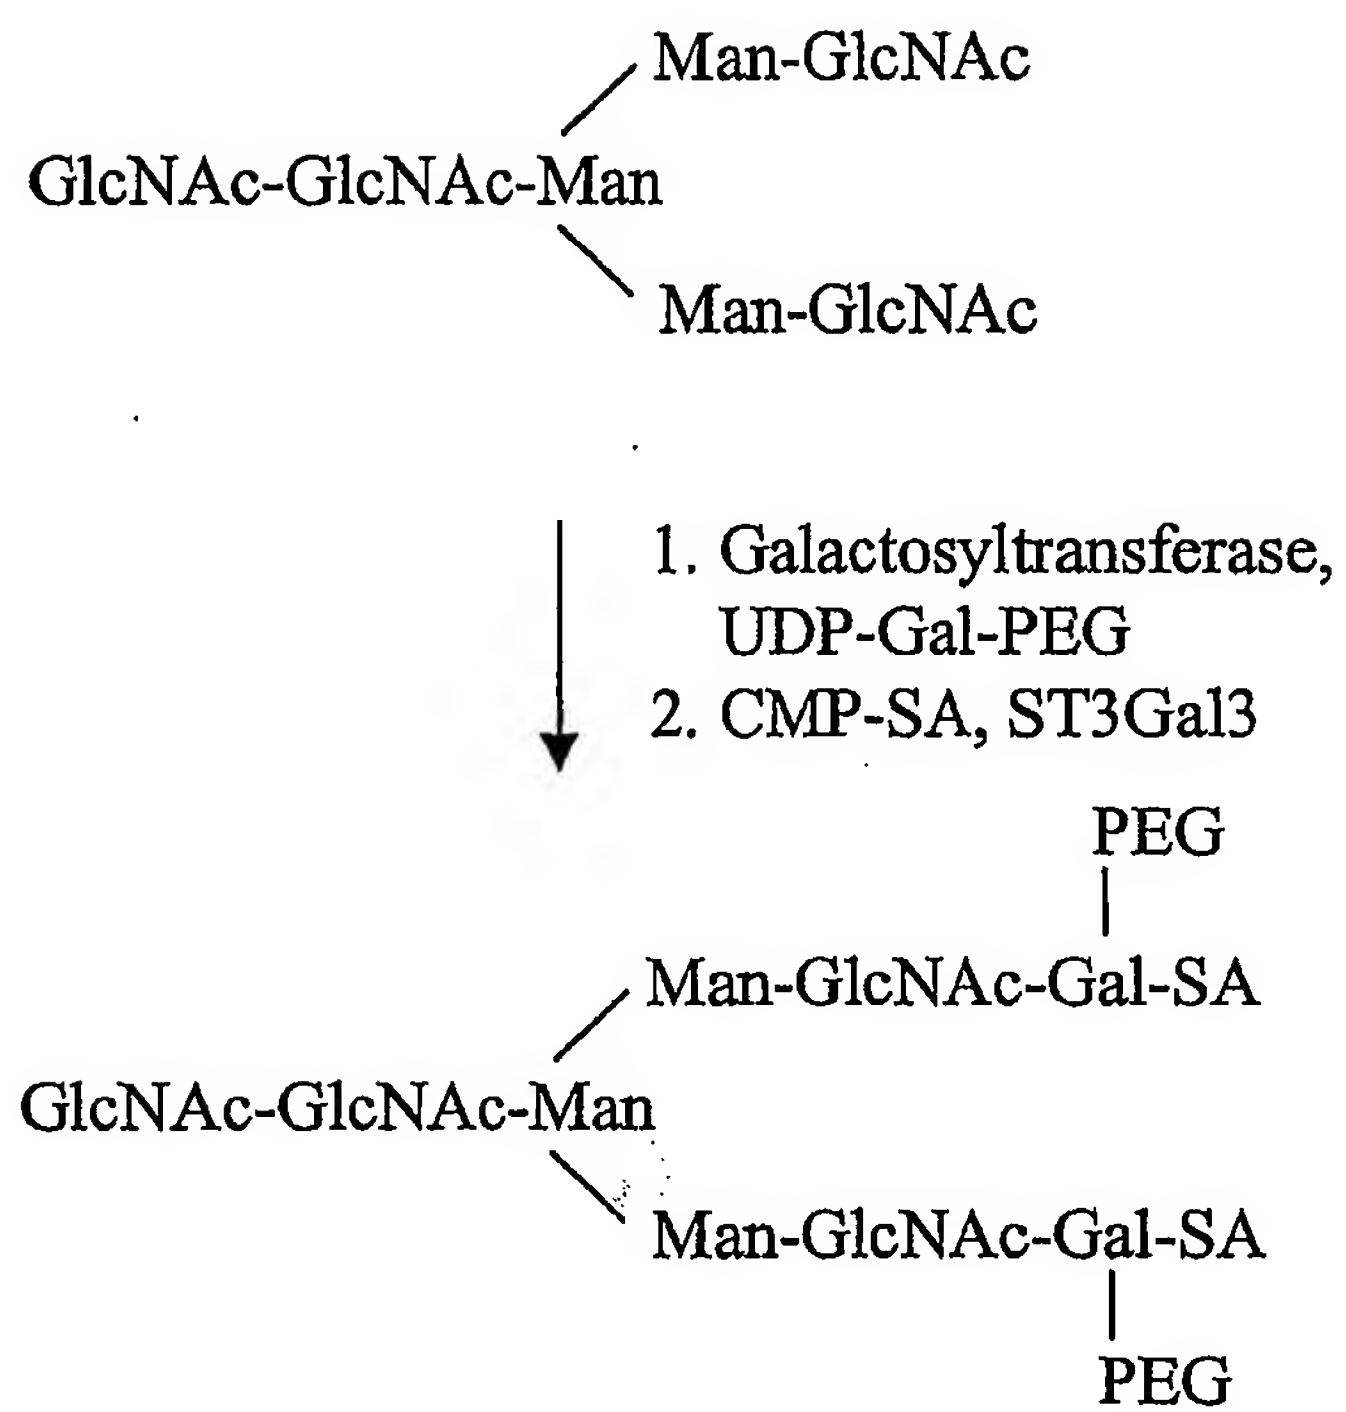 Man-GlcNAc
GlcNAc-GlcNAc-Man
Man-GlcNAc
1. Galactosyltransferase,
UDP-Gal-PEG
2. CMP-SA, ST3Gal3
PEG
Man-GlcNAc-Gal-SA
GlcNAc-GlcNAc-Man
Man-GlcNAc-Gal-SA
PEG